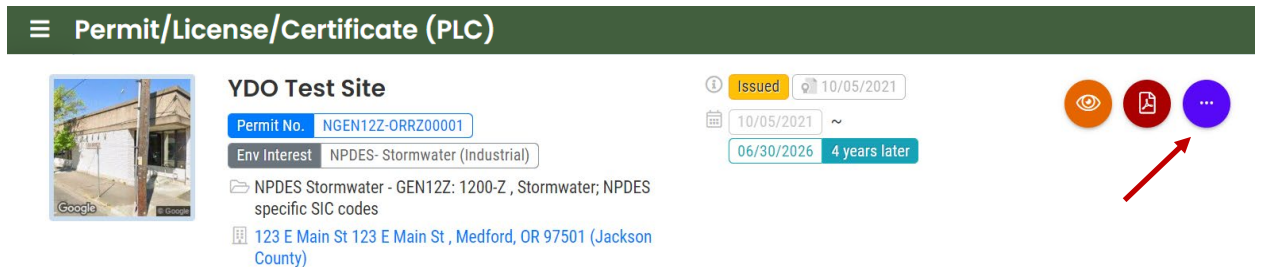 Permit/License/Certificate (PLC)
YDO Test Site
Permit No. NGEN12Z-ORRZ00001
Env Interest NPDES- Stormwater (Industrial)
NPDES Stormwater - GEN12Z: 1200-Z , Stormwater; NPDES
specific SIC codes
123 E Main St 123 E Main St , Medford, OR 97501 (Jackson
County)
Issued 10/05/2021
10/05/2021 ~
06/30/2026 4 years later
Google
© Google